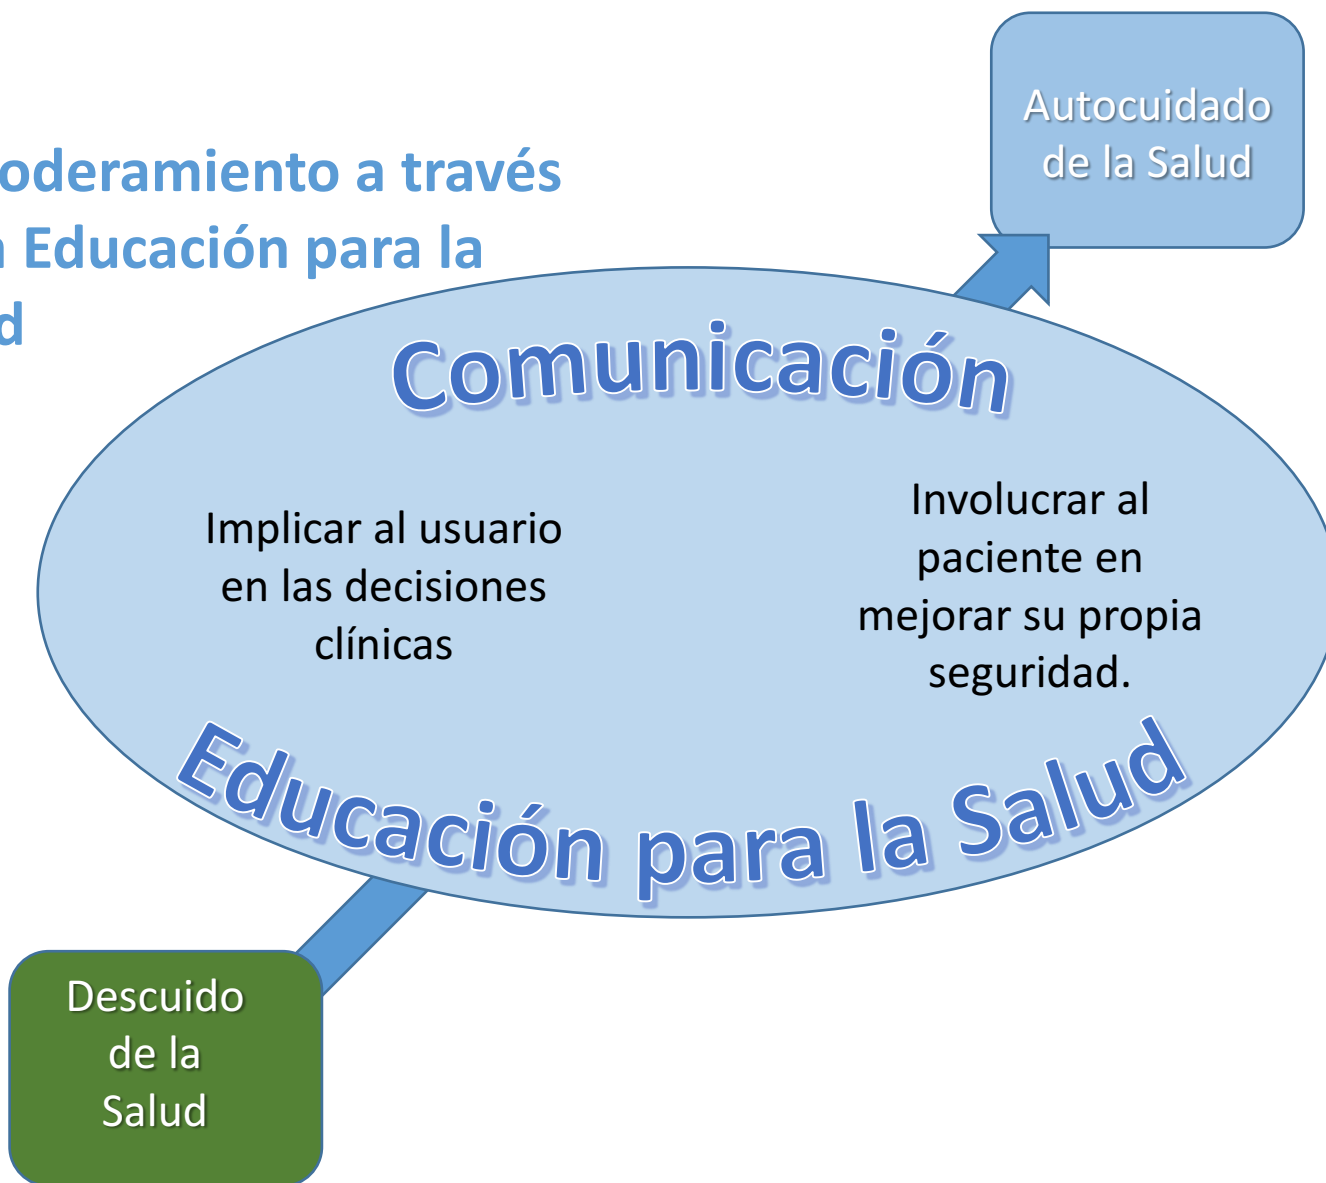 oderamiento a través
Educación para la
d
Autocuidado
de la Salud
Comunicación
Implicar al usuario
en las decisiones
clínicas
Involucrar al
paciente en
mejorar su propia
seguridad.
Educación para la Salud
Descuido
de la
Salud